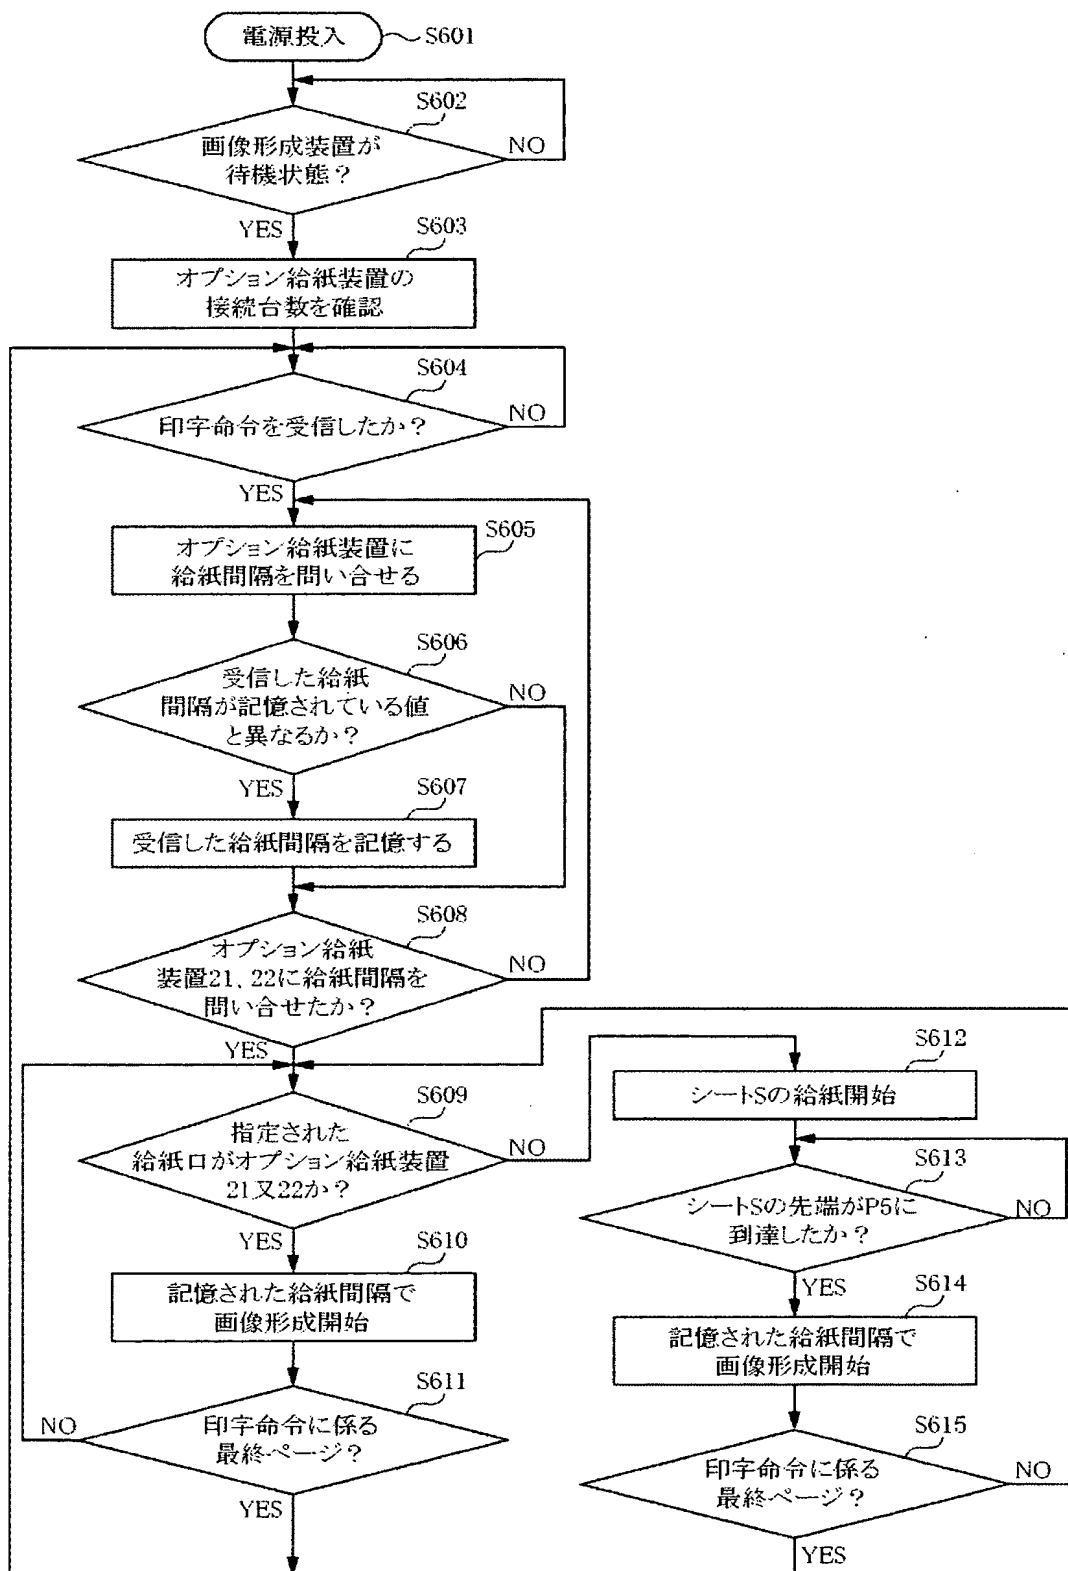 電源投入
S601
S602
画像形成装置が
待機状態？
NO
YES
S603
オプション給紙装置の
接続台数を確認
S604
印字命令を受信したか？
NO
YES
S605
オプション給紙装置に
給紙間隔を問い合せる
S606
受信した給紙
間隔が記憶されている値
と異なるか？
NO
YES
S607
受信した給紙間隔を記憶する
S608
オプション給紙
装置21、22に給紙間隔を
問い合せたか？
NO
YES
S609
指定された
給紙口がオプション給紙装置
21又22か？
NO
YES
S610
記憶された給紙間隔で
画像形成開始
S611
印字命令に係る
最終ページ？
NO
YES
S612
シートSの給紙開始
S613
シートSの先端がP5に
到達したか？
NO
YES
S614
記憶された給紙間隔で
画像形成開始
S615
印字命令に係る
最終ページ？
NO
YES